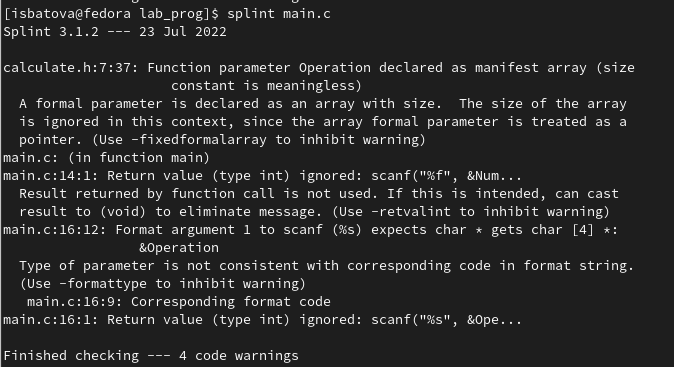 [isbatova@fedora lab_prog]$ splint main.c
Splint 3.1.2 --- 23 Jul 2022

calculate.h:7:37: Function parameter Operation declared as manifest array (size
                     constant is meaningless)
  A formal parameter is declared as an array with size.  The size of the array
  is ignored in this context, since the array formal parameter is treated as a
  pointer. (Use -fixedformalarray to inhibit warning)
main.c: (in function main)
main.c:14:1: Return value (type int) ignored: scanf("%f", &Num...
  Result returned by function call is not used. If this is intended, can cast
  result to (void) to eliminate message. (Use -retvalint to inhibit warning)
main.c:16:12: Format argument 1 to scanf (%s) expects char * gets char [4] *:
                 &Operation
  Type of parameter is not consistent with corresponding code in format string.
  (Use -formattype to inhibit warning)
   main.c:16:9: Corresponding format code
main.c:16:1: Return value (type int) ignored: scanf("%s", &Ope...

Finished checking --- 4 code warnings